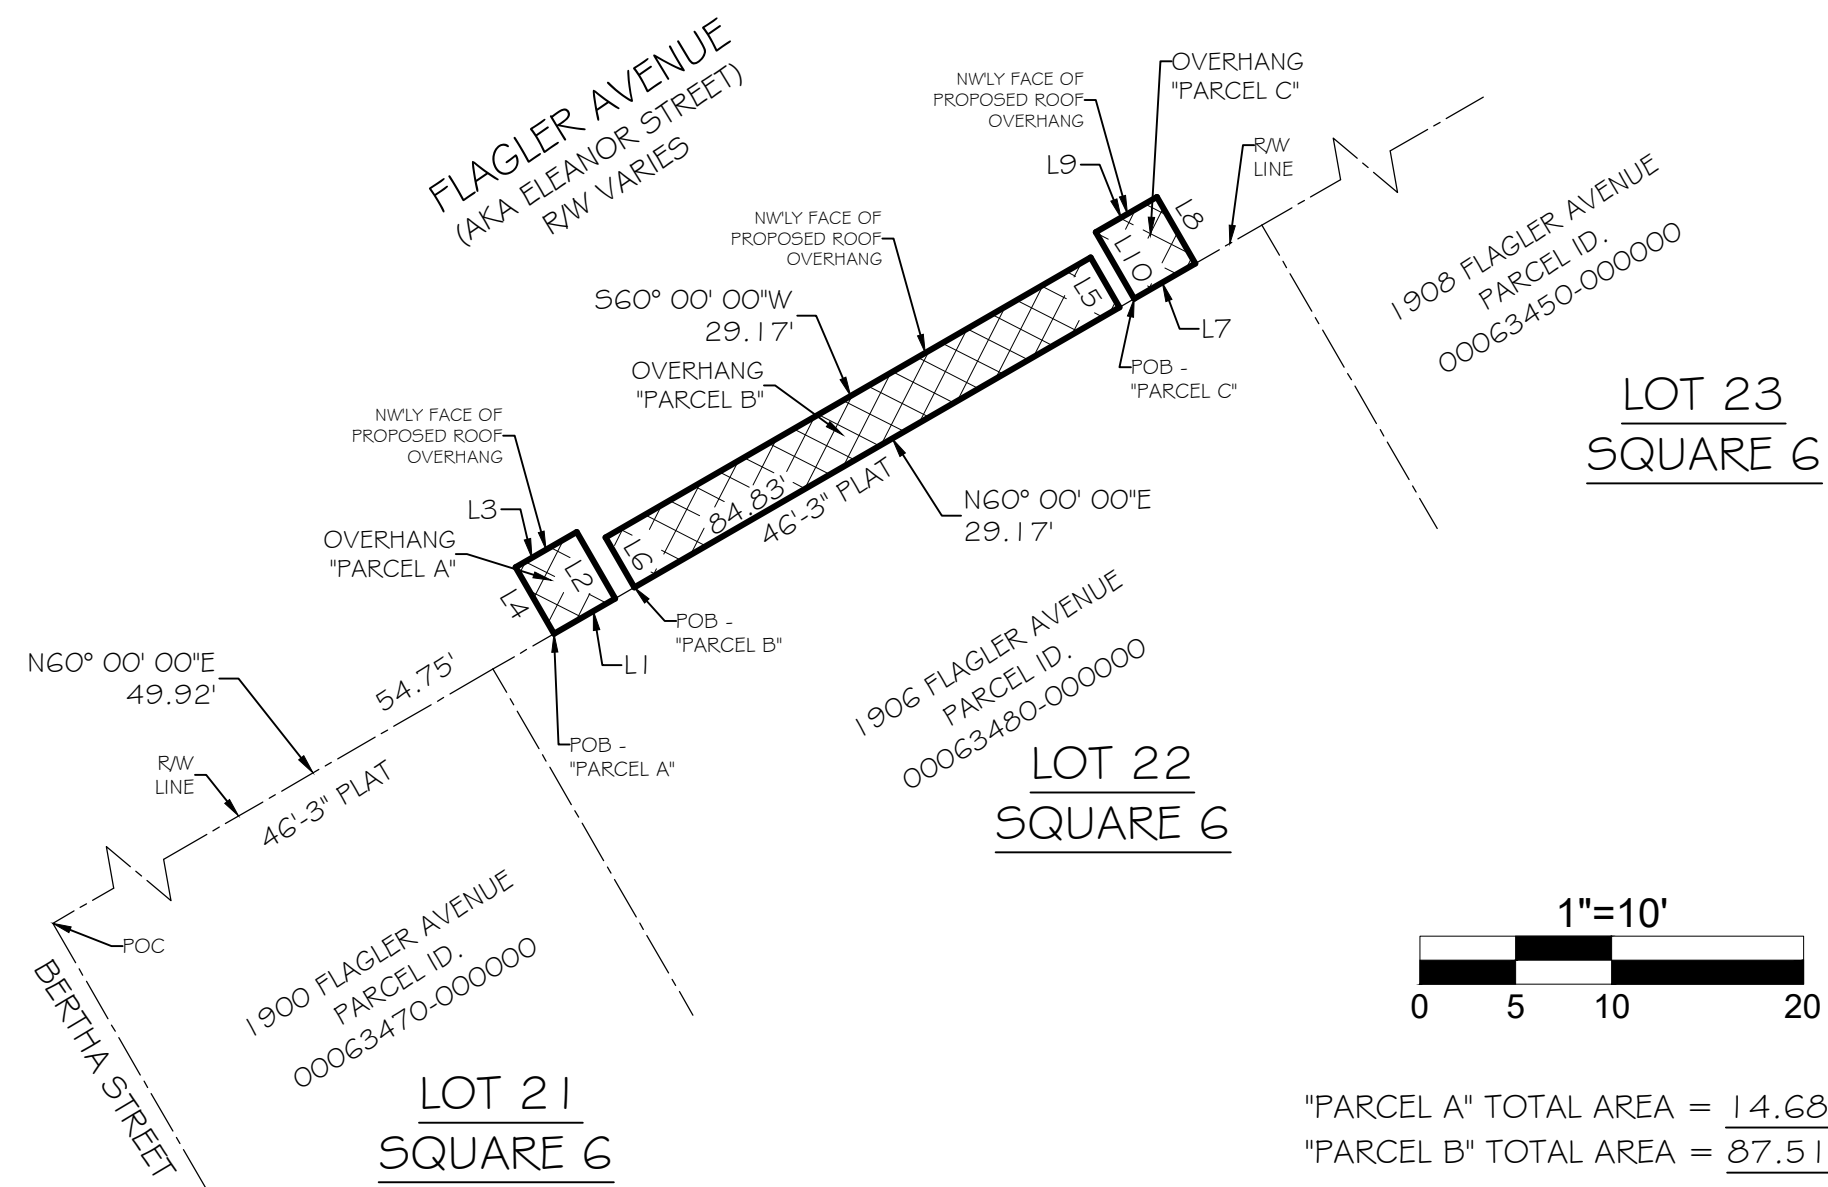 FLAGLER AVENUE
(AKA ELEANOR STREET)
R/W VARIES
NW'LY FACE OF
PROPOSED ROOF
OVERHANG
OVERHANG
"PARCEL C"
L9
L8
L10
R/W
LINE
L7
POB -
"PARCEL C"
1908 FLAGLER AVENUE
PARCEL ID.
00063450-000000
LOT 23
SQUARE 6
NW'LY FACE OF
PROPOSED ROOF
OVERHANG
S60° 00' 00"W
29.17'
OVERHANG
"PARCEL B"
L5
L6
84.83'
46'-3" PLAT
N60° 00' 00"E
29.17'
NW'LY FACE OF
PROPOSED ROOF
OVERHANG
L3
OVERHANG
"PARCEL A"
L2
L4
L1
POB -
"PARCEL B"
POB -
"PARCEL A"
1906 FLAGLER AVENUE
PARCEL ID.
00063480-000000
LOT 22
SQUARE 6
N60° 00' 00"E
49.92'
54.75'
R/W
LINE
46'-3" PLAT
POC
BERTHA STREET
1900 FLAGLER AVENUE
PARCEL ID.
00063470-000000
LOT 21
SQUARE 6
1"=10'
0 5 10 20
"PARCEL A" TOTAL AREA = 14.68
"PARCEL B" TOTAL AREA = 87.51